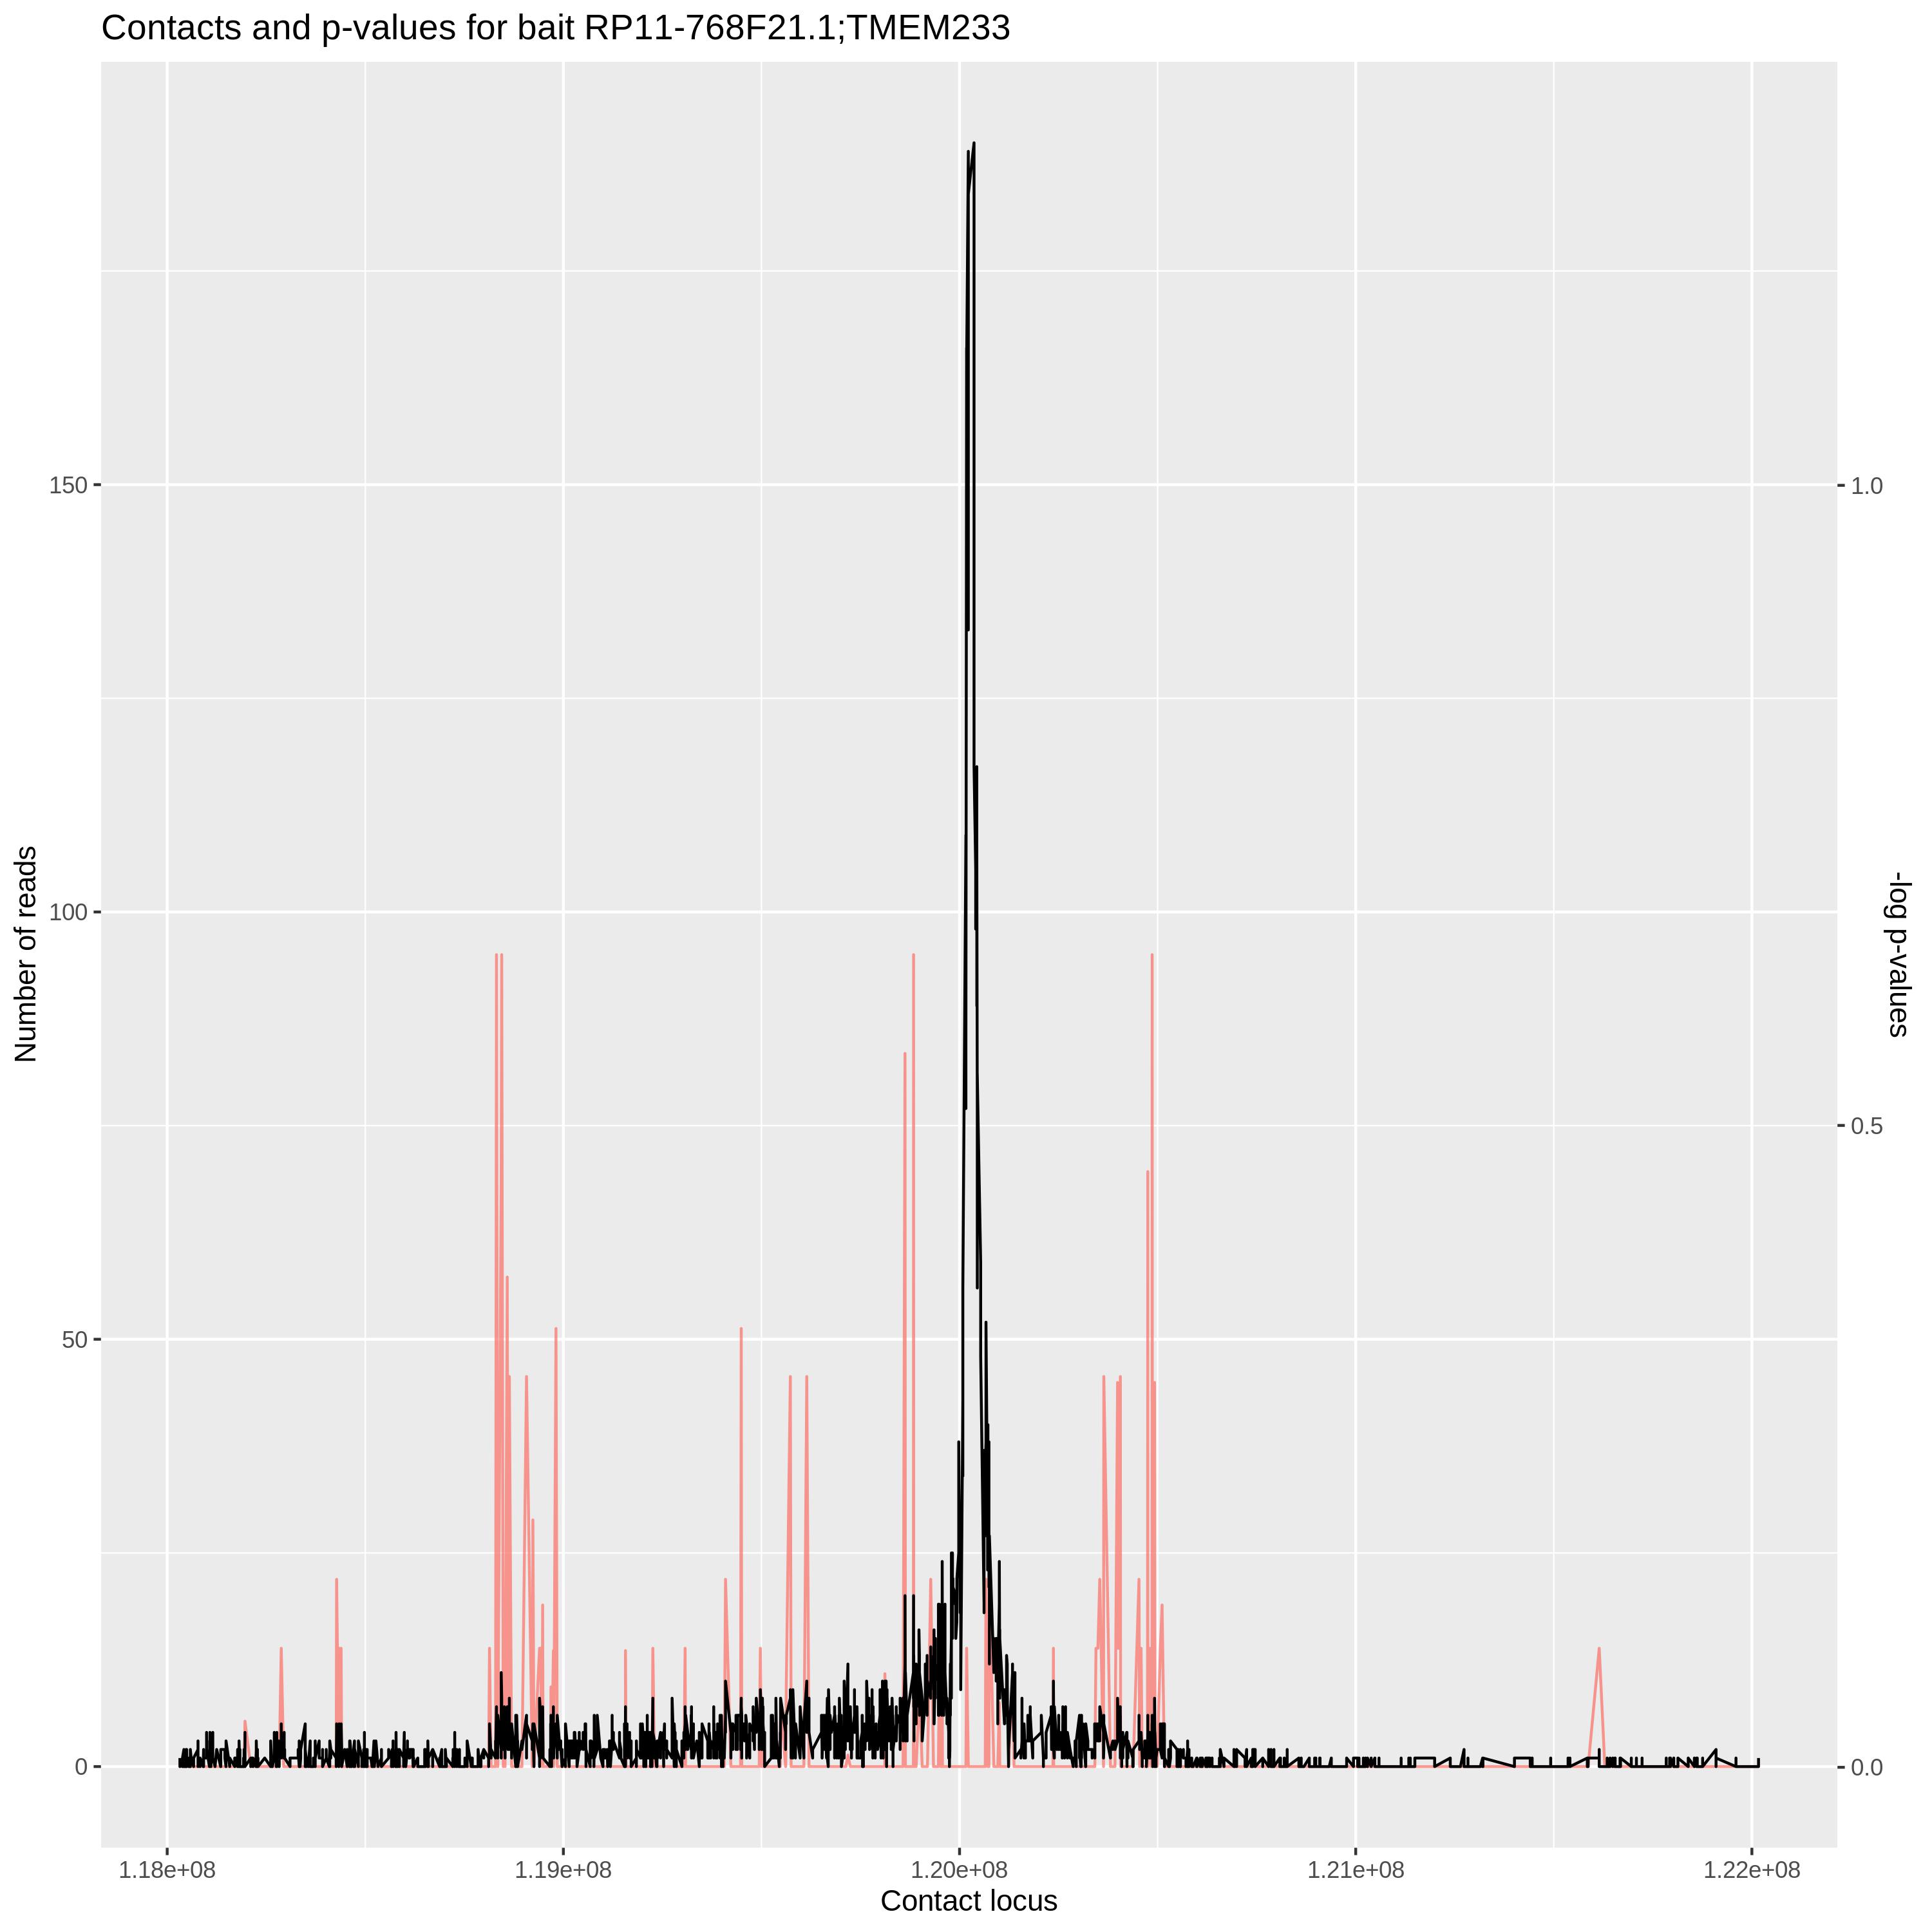 Contacts and p-values for bait RP11-768F21.1;TMEM233
Number of reads
150
100
50
0
1.0
0.5
0.0
-log p-values
1.18e+08 1.19e+08 1.20e+08 1.21e+08 1.22e+08
Contact locus